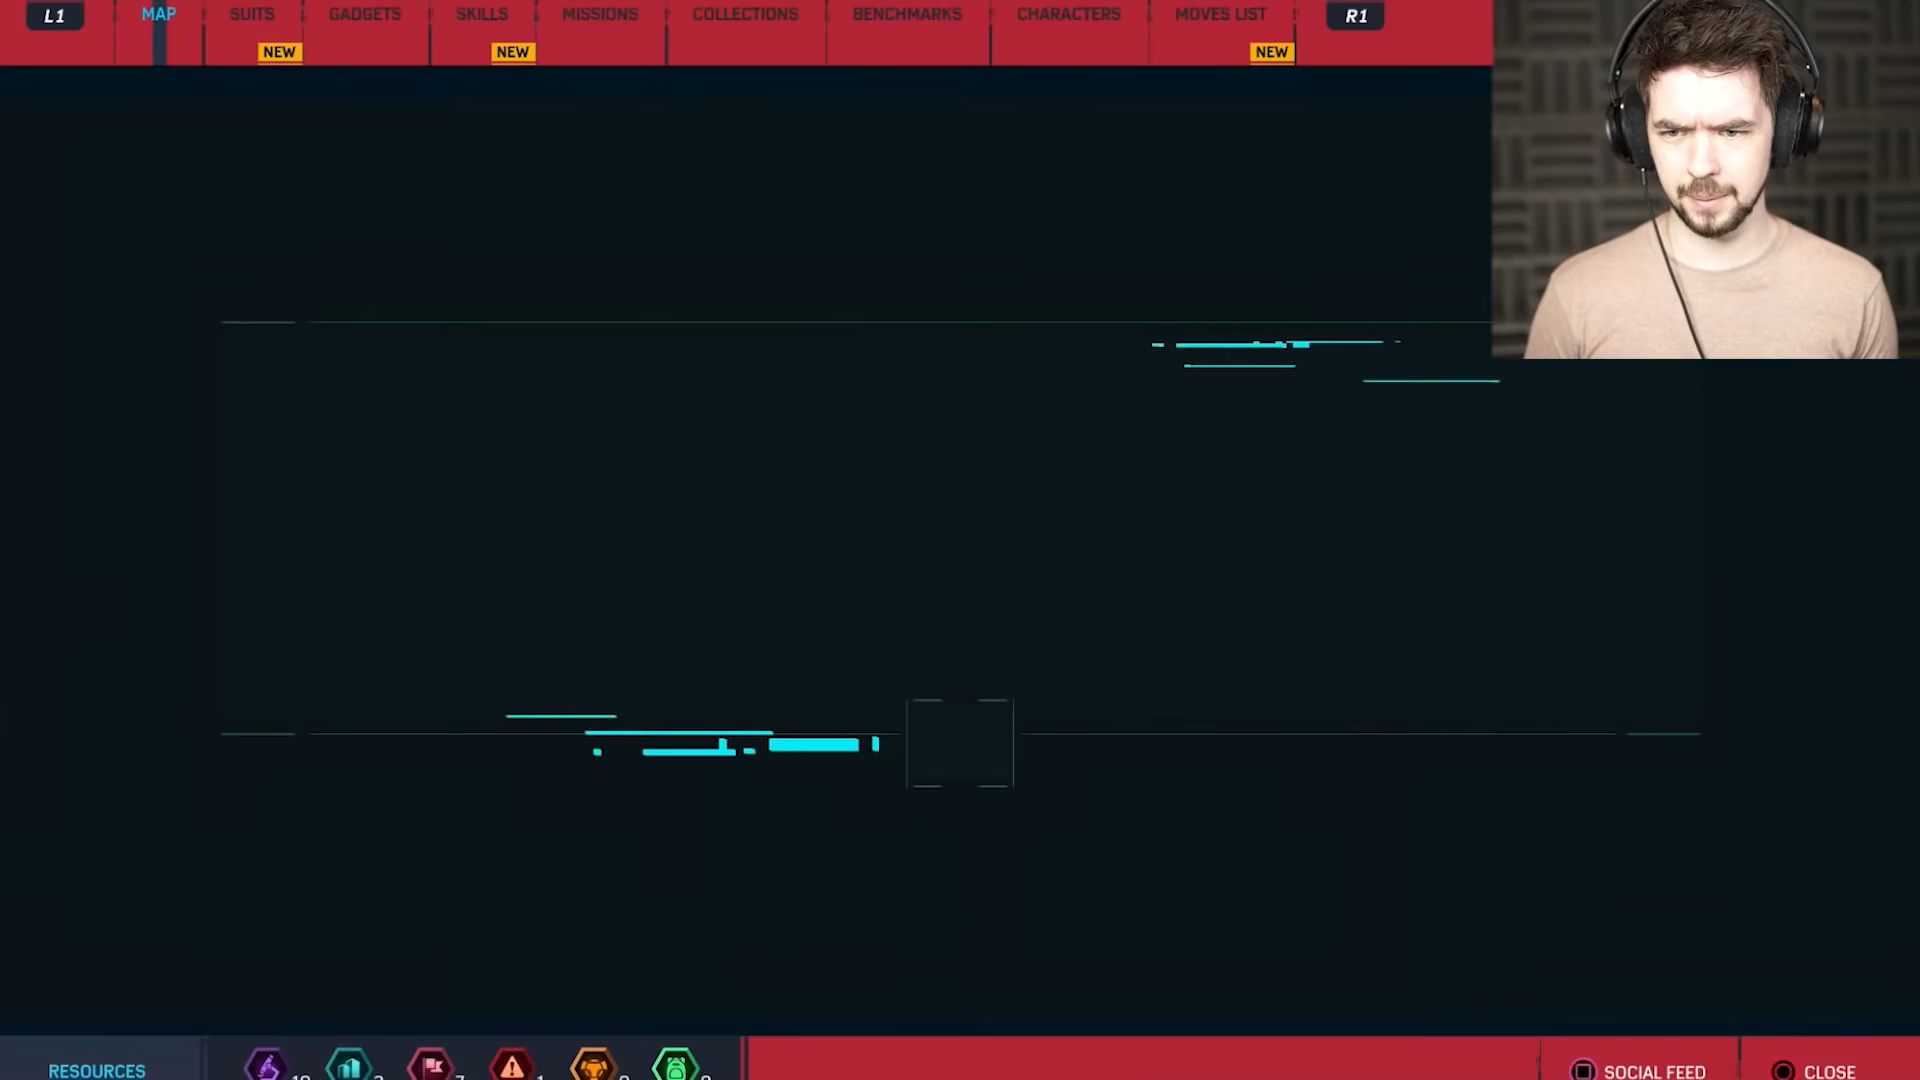 L1 MAP SUITS GADGETS SKILLS MISSIONS COLLECTIONS BENCHMARKS CHARACTERS MOVES LIST R1
NEW NEW NEW
RESOURCES SOCIAL FEED CLOSE